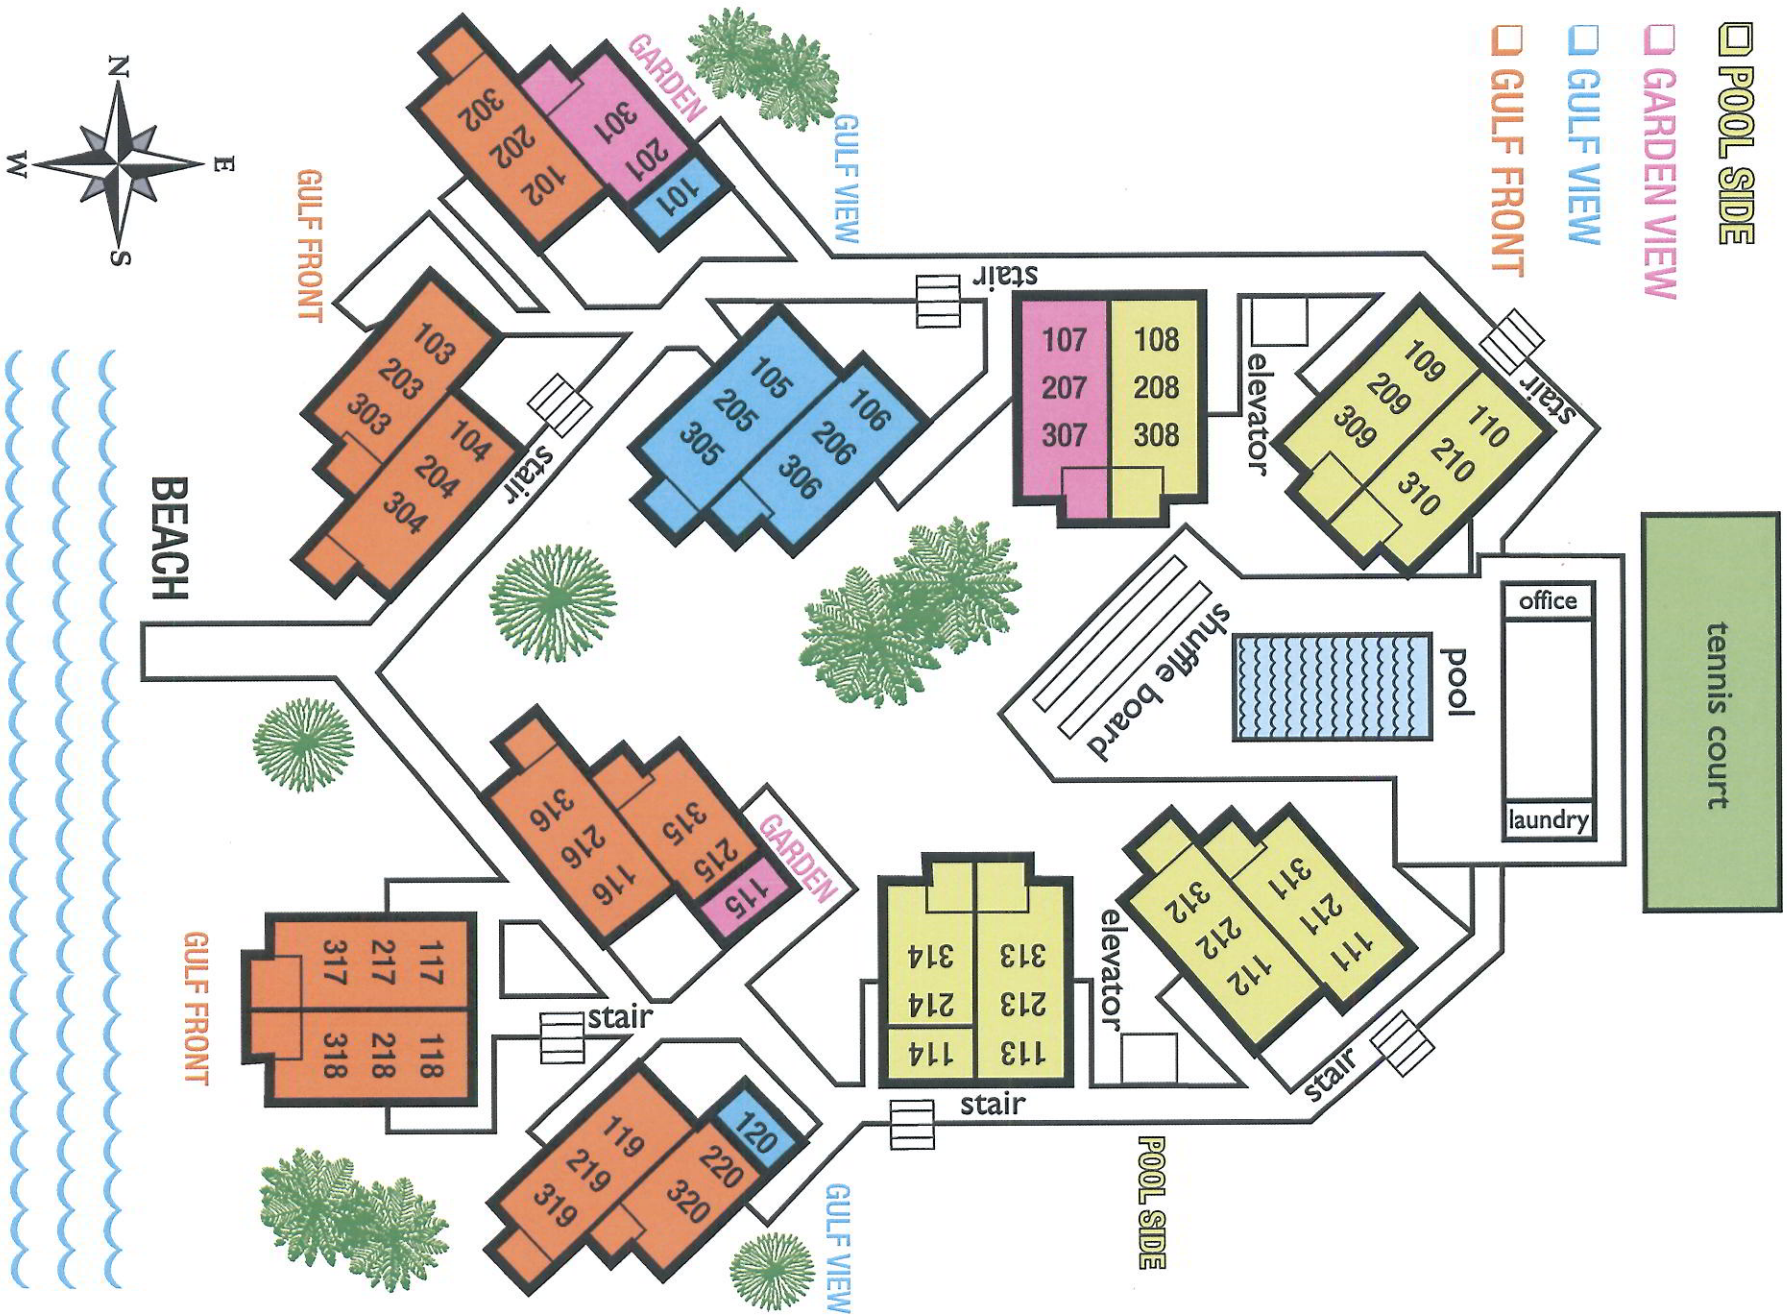 POOL SIDE
GARDEN VIEW
GULF VIEW
GULF FRONT
N
E
S
W
GARDEN
GULF VIEW
GULF FRONT
302 202 102
301 201
101
103 203 303
104 204 304
stair
105 205 305
106 206 306
stair
107 207 307
108 208 308
elevator
109 209 309
110 210 310
stair
tennis court
office
laundry
pool
shuffle board
BEACH
311 211 111
312 212 112
stair
elevator
313 213 113
314 214
114
stair
POOL SIDE
GARDEN
315 215
115
316 216 116
117 217 317
118 218 318
stair
GULF FRONT
119 219 319
120
220 320
GULF VIEW